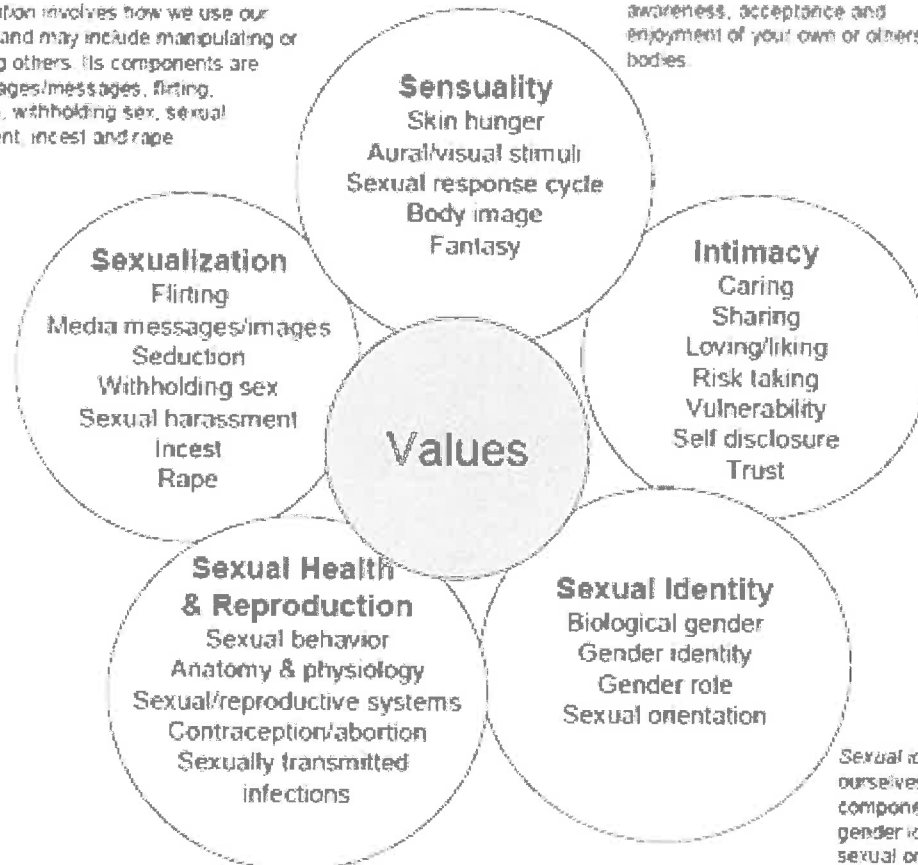 ation involves how we use our
and may include manipulating or
others. Its components are
ages/messages, flirting,
withholding sex, sexual
ent, incest and rape
awareness, acceptance and
enjoyment of your own or others
bodies.
Sensuality
Skin hunger
Aural/visual stimuli
Sexual response cycle
Body image
Fantasy
Sexualization
Flirting
Media messages/images
Seduction
Withholding sex
Sexual harassment
Incest
Rape
Intimacy
Caring
Sharing
Loving/liking
Risk taking
Vulnerability
Self disclosure
Trust
Values
Sexual Health
& Reproduction
Sexual behavior
Anatomy & physiology
Sexual/reproductive systems
Contraception/abortion
Sexually transmitted
infections
Sexual Identity
Biological gender
Gender identity
Gender role
Sexual orientation
Sexual
ourselves
compone
gender
sexual